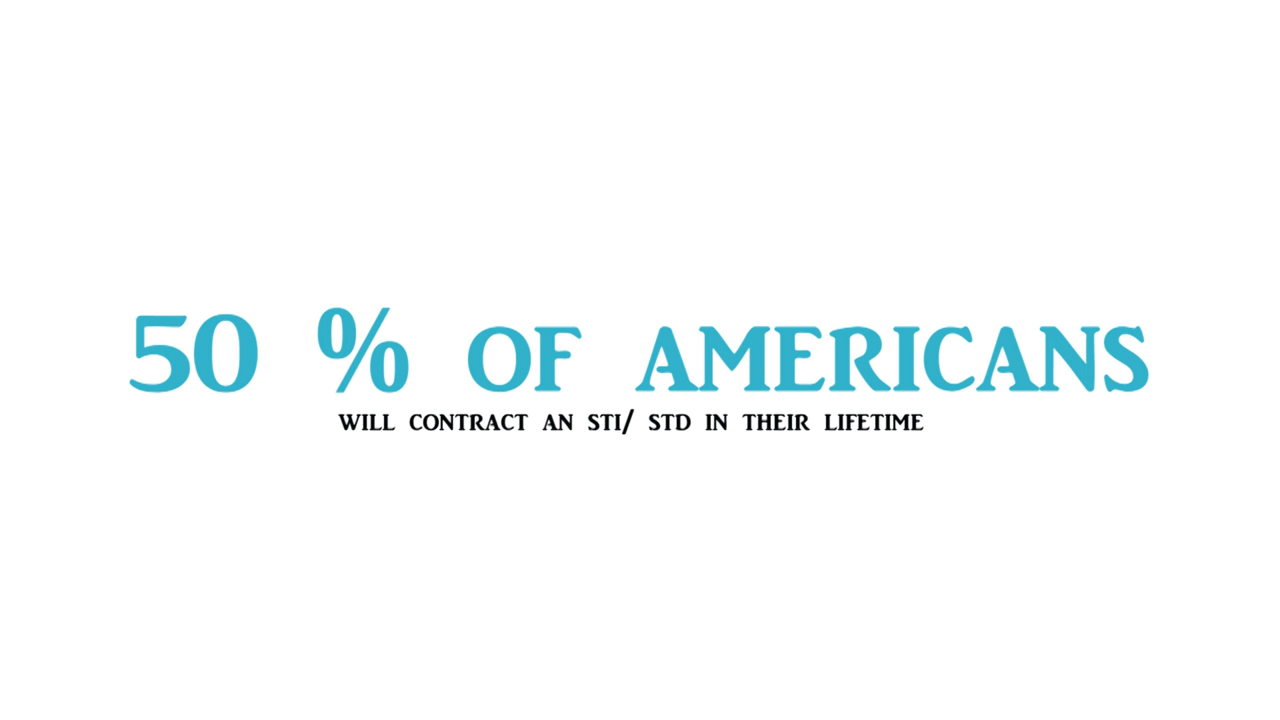 50 % OF AMERICANS
WILL CONTRACT AN STI/ STD IN THEIR LIFETIME